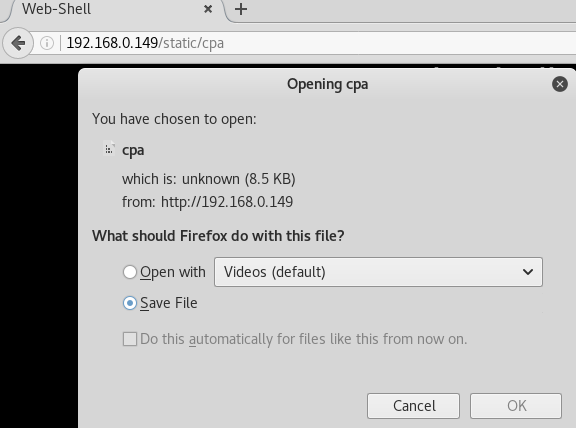 Web-Shell
192.168.0.149/static/cpa
Opening cpa
You have chosen to open:
cpa
which is: unknown (8.5 KB)
from: http://192.168.0.149
What should Firefox do with this file?
Open with Videos (default)
Save File
Do this automatically for files like this from now on.
Cancel OK